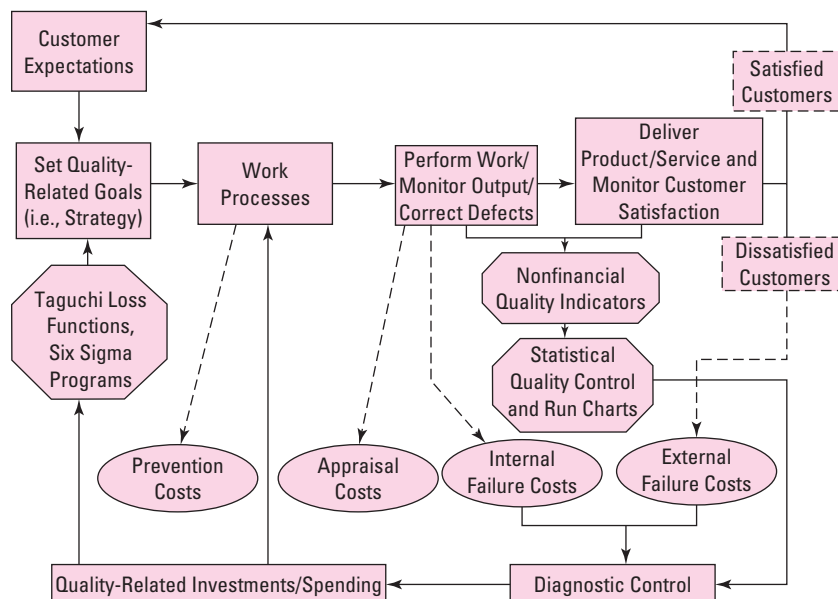 Customer
Expectations
Satisfied
Customers
Set Quality-
Related Goals
(i.e., Strategy)
Work
Processes
Perform Work/
Monitor Output/
Correct Defects
Deliver
Product/Service and
Monitor Customer
Satisfaction
Dissatisfied
Customers
Taguchi Loss
Functions,
Six Sigma
Programs
Nonfinancial
Quality Indicators
Statistical
Quality Control
and Run Charts
Prevention
Costs
Appraisal
Costs
Internal
Failure Costs
External
Failure Costs
Quality-Related Investments/Spending
Diagnostic Control